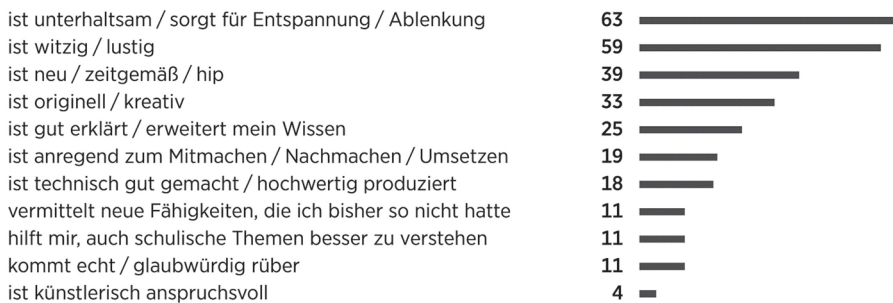 ist unterhaltsam / sorgt für Entspannung / Ablenkung 63
ist witzig / lustig 59
ist neu / zeitgemäß / hip 39
ist originell / kreativ 33
ist gut erklärt / erweitert mein Wissen 25
ist anregend zum Mitmachen / Nachmachen / Umsetzen 19
ist technisch gut gemacht / hochwertig produziert 18
vermittelt neue Fähigkeiten, die ich bisher so nicht hatte 11
hilft mir, auch schulische Themen besser zu verstehen 11
kommt echt / glaubwürdig rüber 11
ist künstlerisch anspruchsvoll 4